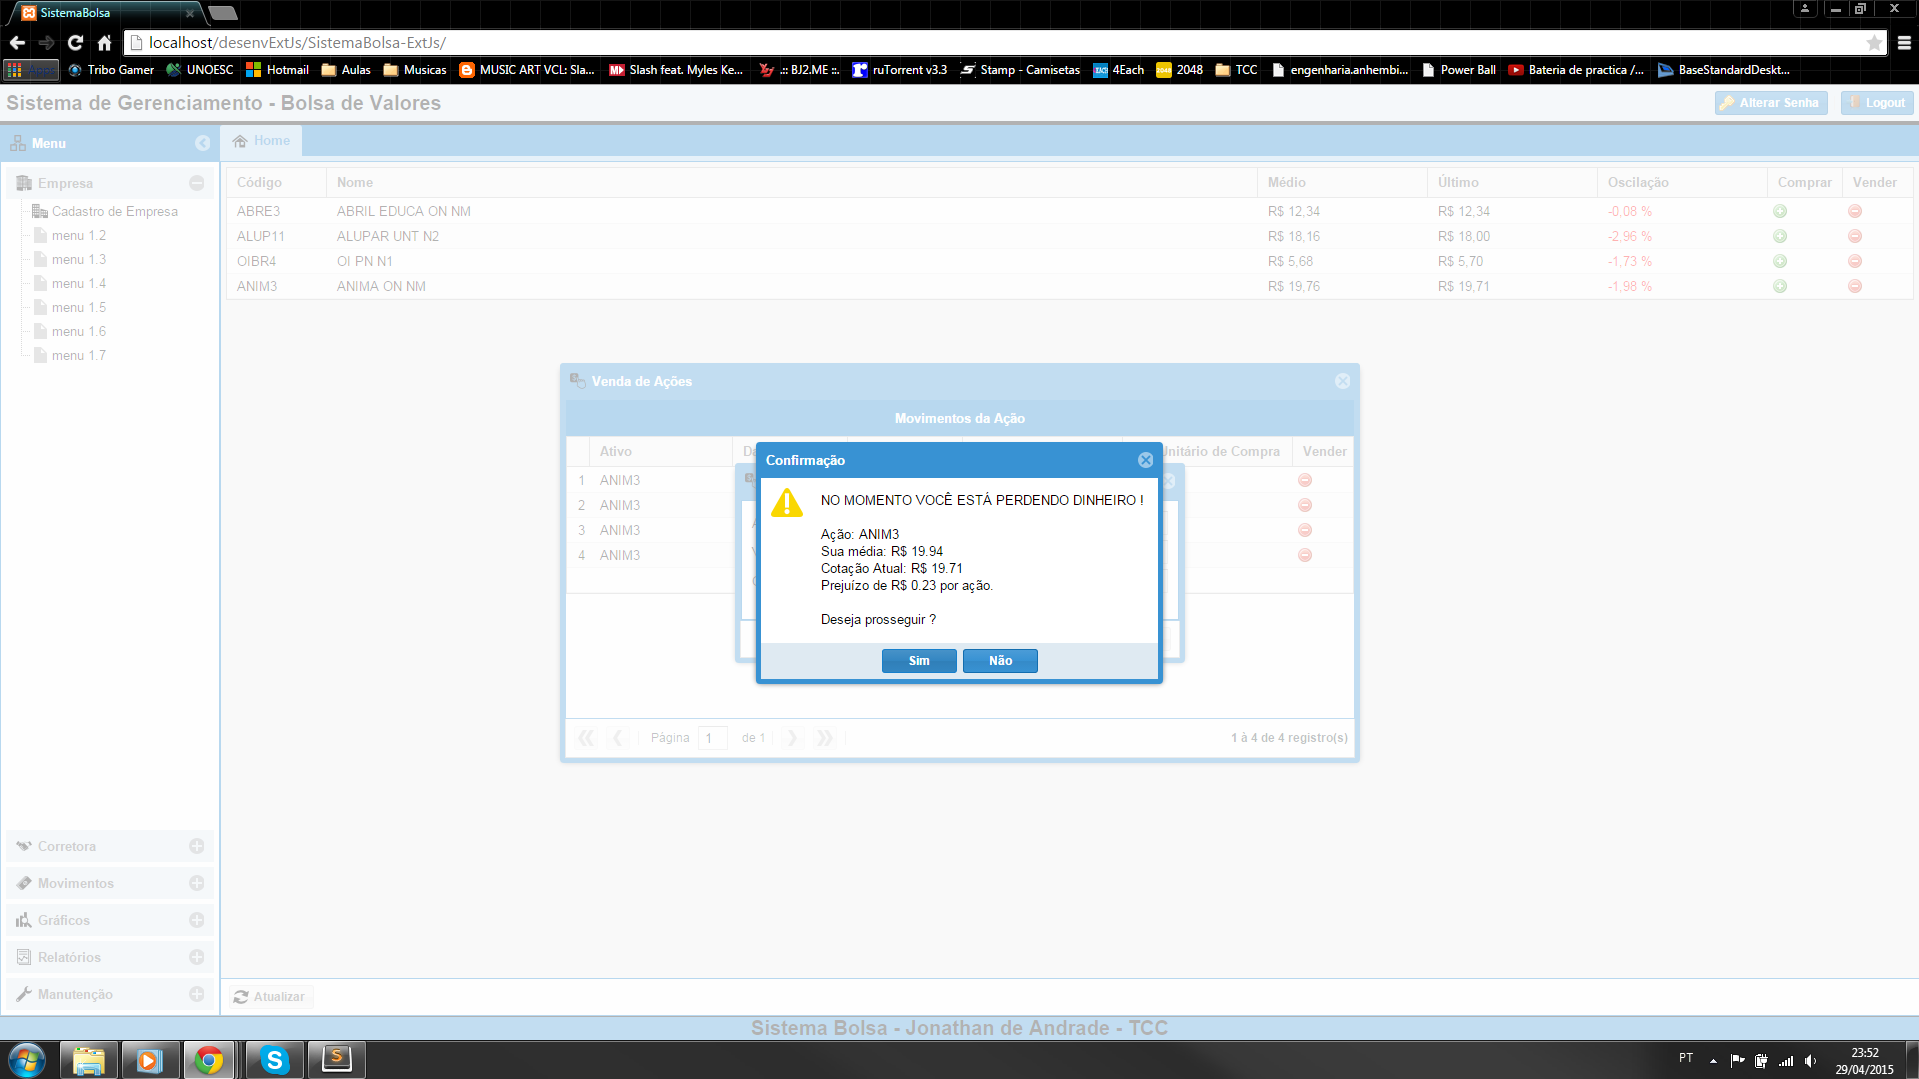 SistemaBolsa
localhost/desenvExtJs/SistemaBolsa-ExtJs/
Apps Tribo Gamer UNOESC Hotmail Aulas Musicas MUSIC ART VCL: Sla... Slash feat. Myles Ke... .:: BJ2.ME ::. ruTorrent v3.3 Stamp - Camisetas 4Each 2048 TCC engenharia.anhembi... Power Ball Bateria de practica /... BaseStandardDeskt...
Sistema de Gerenciamento - Bolsa de Valores Alterar Senha Logout
Menu Home
Empresa
Cadastro de Empresa
menu 1.2
menu 1.3
menu 1.4
menu 1.5
menu 1.6
menu 1.7
Código Nome Médio Último Oscilação Comprar Vender
ABRE3 ABRIL EDUCA ON NM R$ 12,34 R$ 12,34 -0,08 %
ALUP11 ALUPAR UNT N2 R$ 18,16 R$ 18,00 -2,96 %
OIBR4 OI PN N1 R$ 5,68 R$ 5,70 -1,73 %
ANIM3 ANIMA ON NM R$ 19,76 R$ 19,71 -1,98 %
Venda de Ações
Movimentos da Ação
Ativo Unitário de Compra Vender
1 ANIM3
2 ANIM3
3 ANIM3
4 ANIM3
Confirmação
NO MOMENTO VOCÊ ESTÁ PERDENDO DINHEIRO !
Ação: ANIM3
Sua média: R$ 19.94
Cotação Atual: R$ 19.71
Prejuízo de R$ 0.23 por ação.
Deseja prosseguir ?
Sim Não
Página 1 de 1 1 à 4 de 4 registro(s)
Corretora
Movimentos
Gráficos
Relatórios
Manutenção
Atualizar
Sistema Bolsa - Jonathan de Andrade - TCC
PT 23:52
29/04/2015